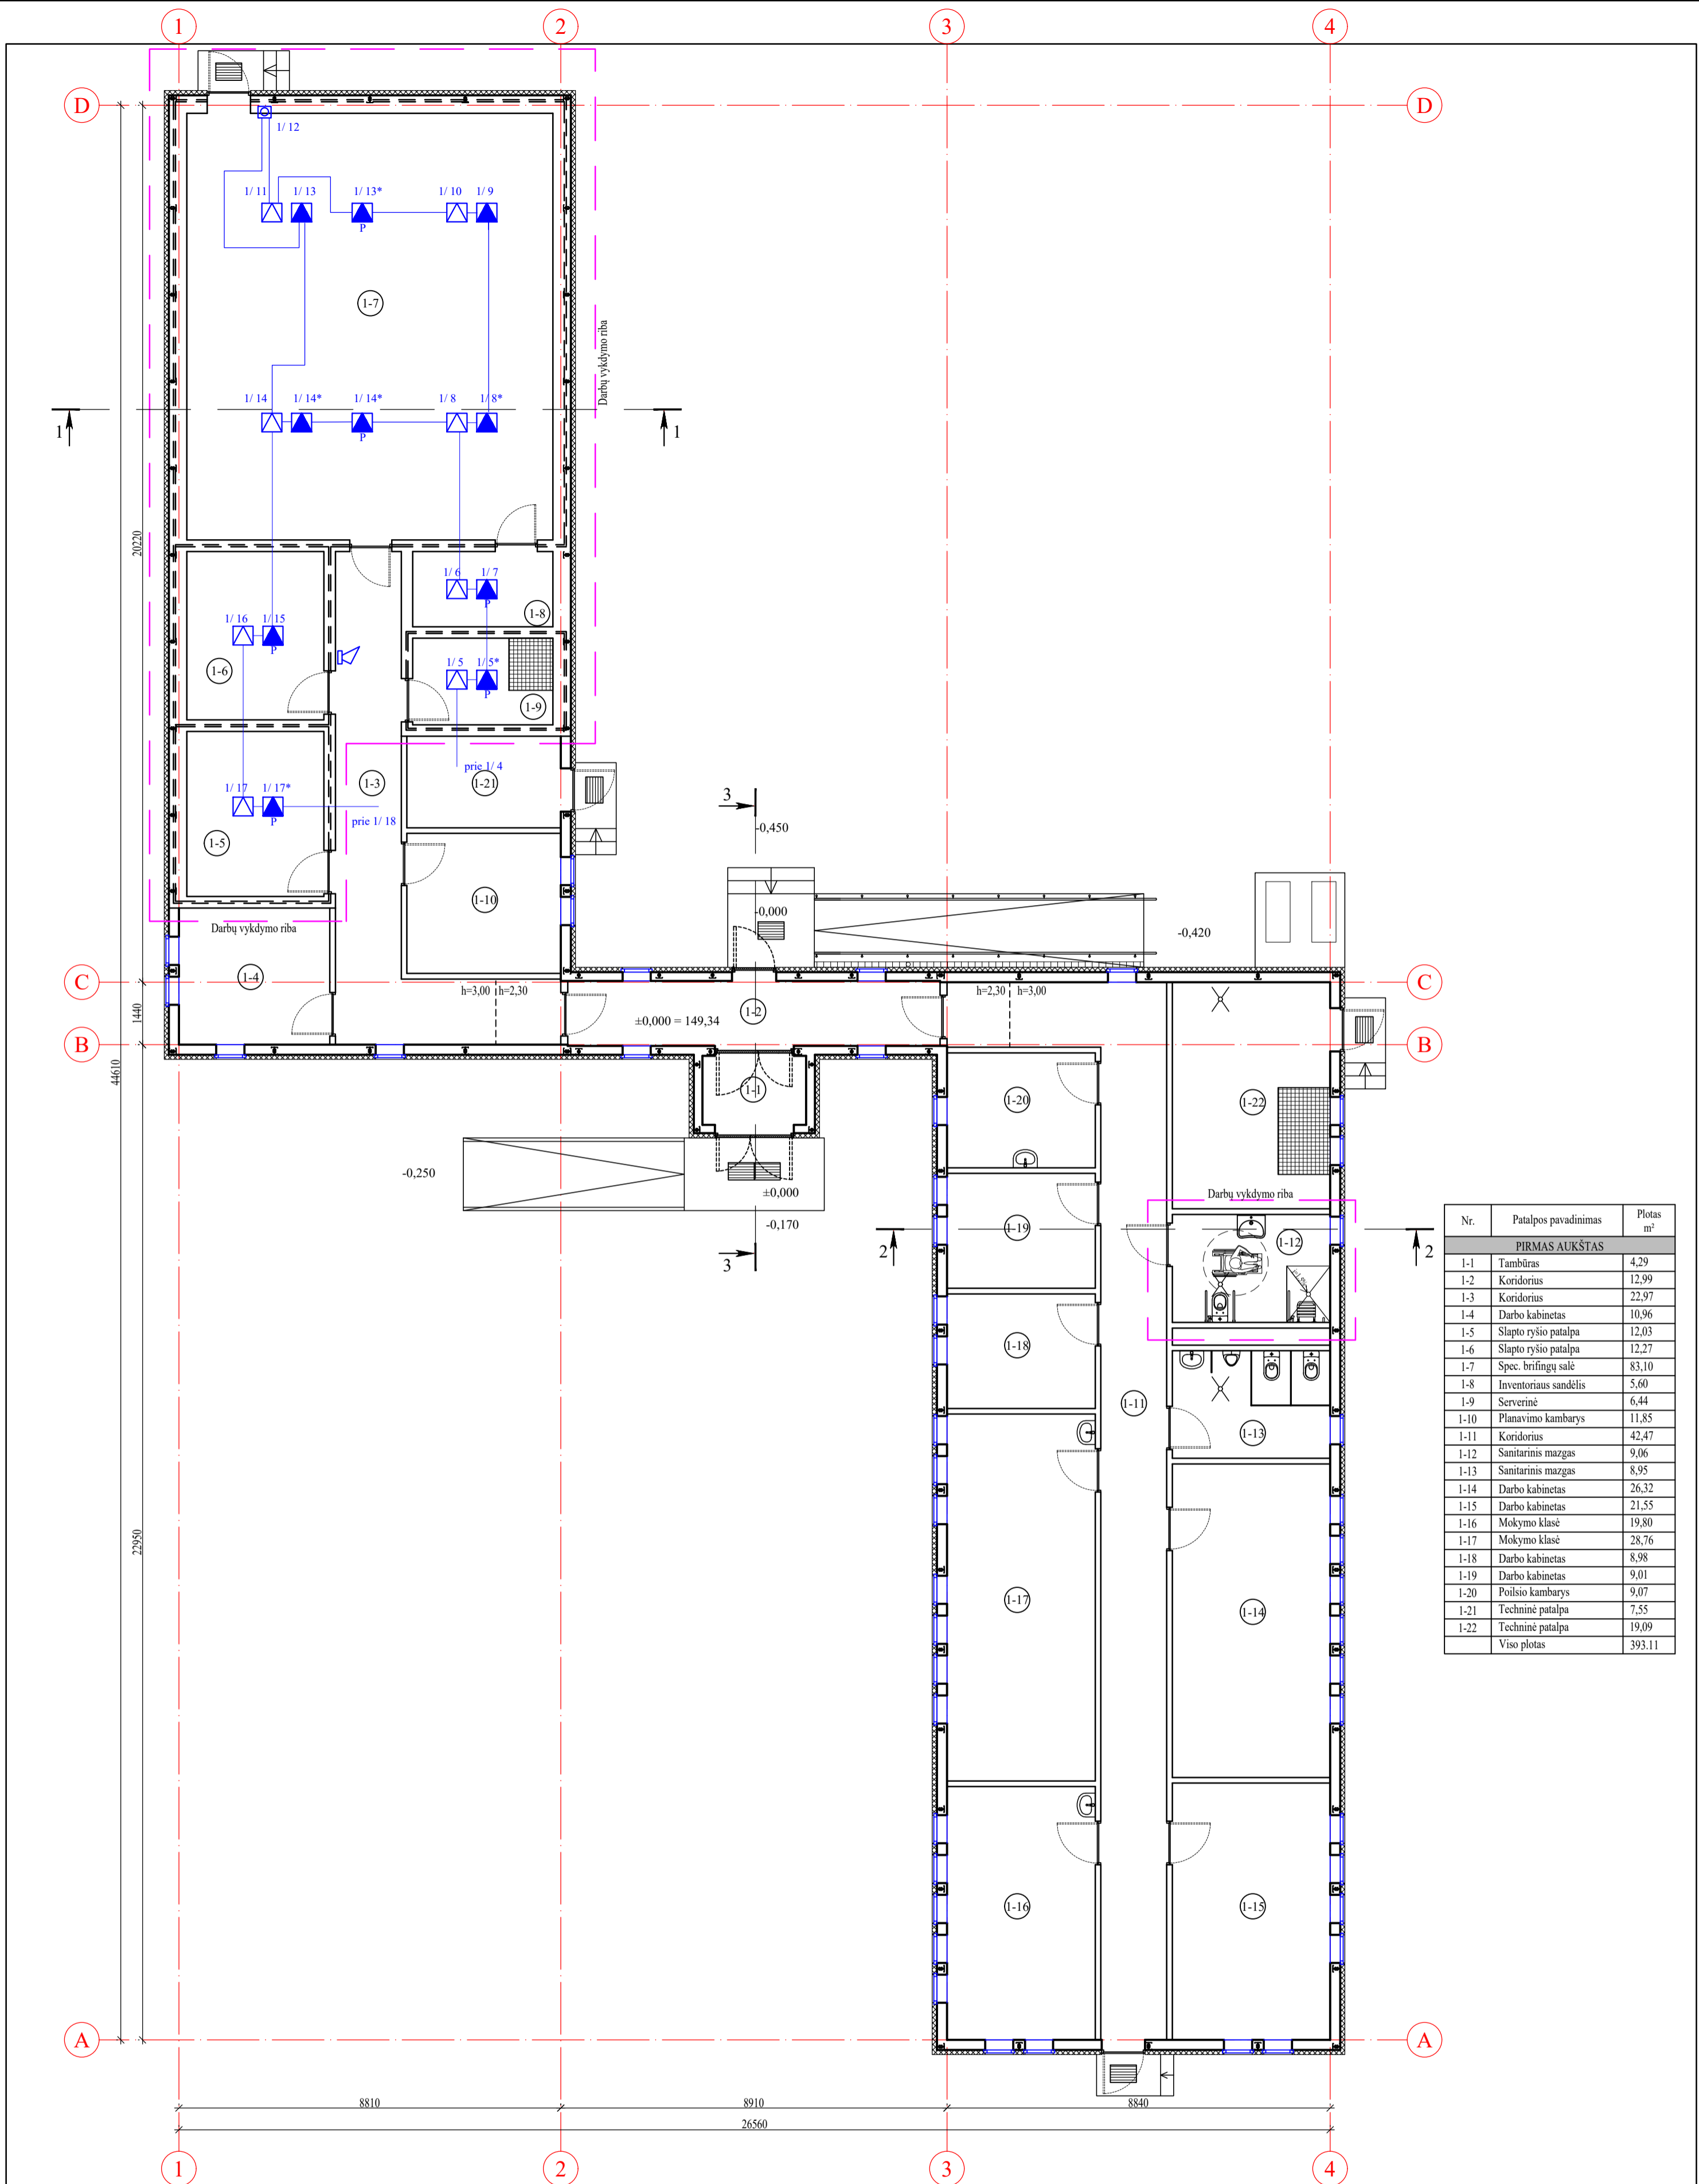 1 2 3 4
D D
1/ 12
1/ 11 1/ 13 1/ 13* 1/ 10 1/ 9
P
1-7
Darbų vykdymo riba
1/ 14 1/ 14* 1/ 14* 1/ 8 1/ 8*
P
1 1
20220
1/ 6 1/ 7
P
1-8
1/ 16 1/ 15
P
1-6
1/ 5 1/ 5*
P
1-9
prie 1/ 4
1-3 1-21
1/ 17 1/ 17*
P
prie 1/ 18
1-5
3
-0,450
1-10
-0,000
Darbų vykdymo riba
-0,420
1-4
C C
h=3,00 h=2,30
h=2,30 h=3,00
1440
1-2
±0,000 = 149,34
B B
44610
1-1
1-20
1-22
-0,250
±0,000
-0,170
3
Darbų vykdymo riba
2 2
1-19
1-12
1-18
1-11
1-13
22950
1-17
1-14
1-16
1-15
A A
8810 8910 8840
26560
1 2 3 4
Nr. Patalpos pavadinimas Plotas
m²
PIRMAS AUKŠTAS
1-1 Tambūras 4,29
1-2 Koridorius 12,99
1-3 Koridorius 22,97
1-4 Darbo kabinetas 10,96
1-5 Slapto ryšio patalpa 12,03
1-6 Slapto ryšio patalpa 12,27
1-7 Spec. brifingų salė 83,10
1-8 Inventoriaus sandėlis 5,60
1-9 Serverinė 6,44
1-10 Planavimo kambarys 11,85
1-11 Koridorius 42,47
1-12 Sanitarinis mazgas 9,06
1-13 Sanitarinis mazgas 8,95
1-14 Darbo kabinetas 26,32
1-15 Darbo kabinetas 21,55
1-16 Mokymo klasė 19,80
1-17 Mokymo klasė 28,76
1-18 Darbo kabinetas 8,98
1-19 Darbo kabinetas 9,01
1-20 Poilsio kambarys 9,07
1-21 Techninė patalpa 7,55
1-22 Techninė patalpa 19,09
Viso plotas 393.11